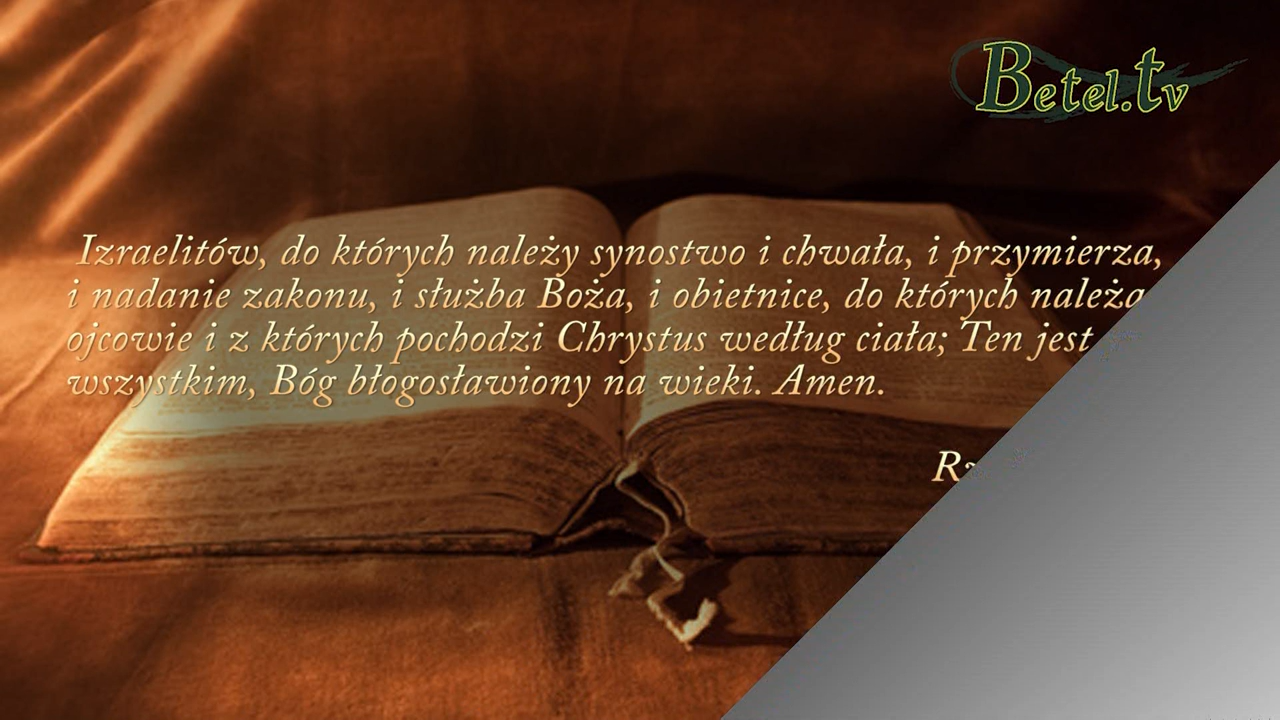 Betel.tv
Izraelitów, do których należy synostwo i chwała, i przymierza,
i nadanie zakonu, i służba Boża, i obietnice, do których należą
ojcowie i z których pochodzi Chrystus według ciała; Ten jest
wszystkim, Bóg błogosławiony na wieki. Amen.